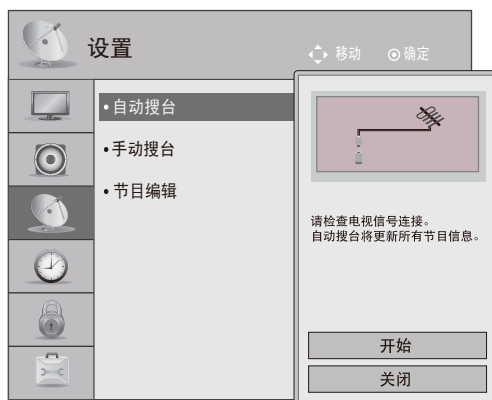 设置
移动 确定
• 自动搜台
• 手动搜台
• 节目编辑
请检查电视信号连接。
自动搜台将更新所有节目信息。
开始
关闭